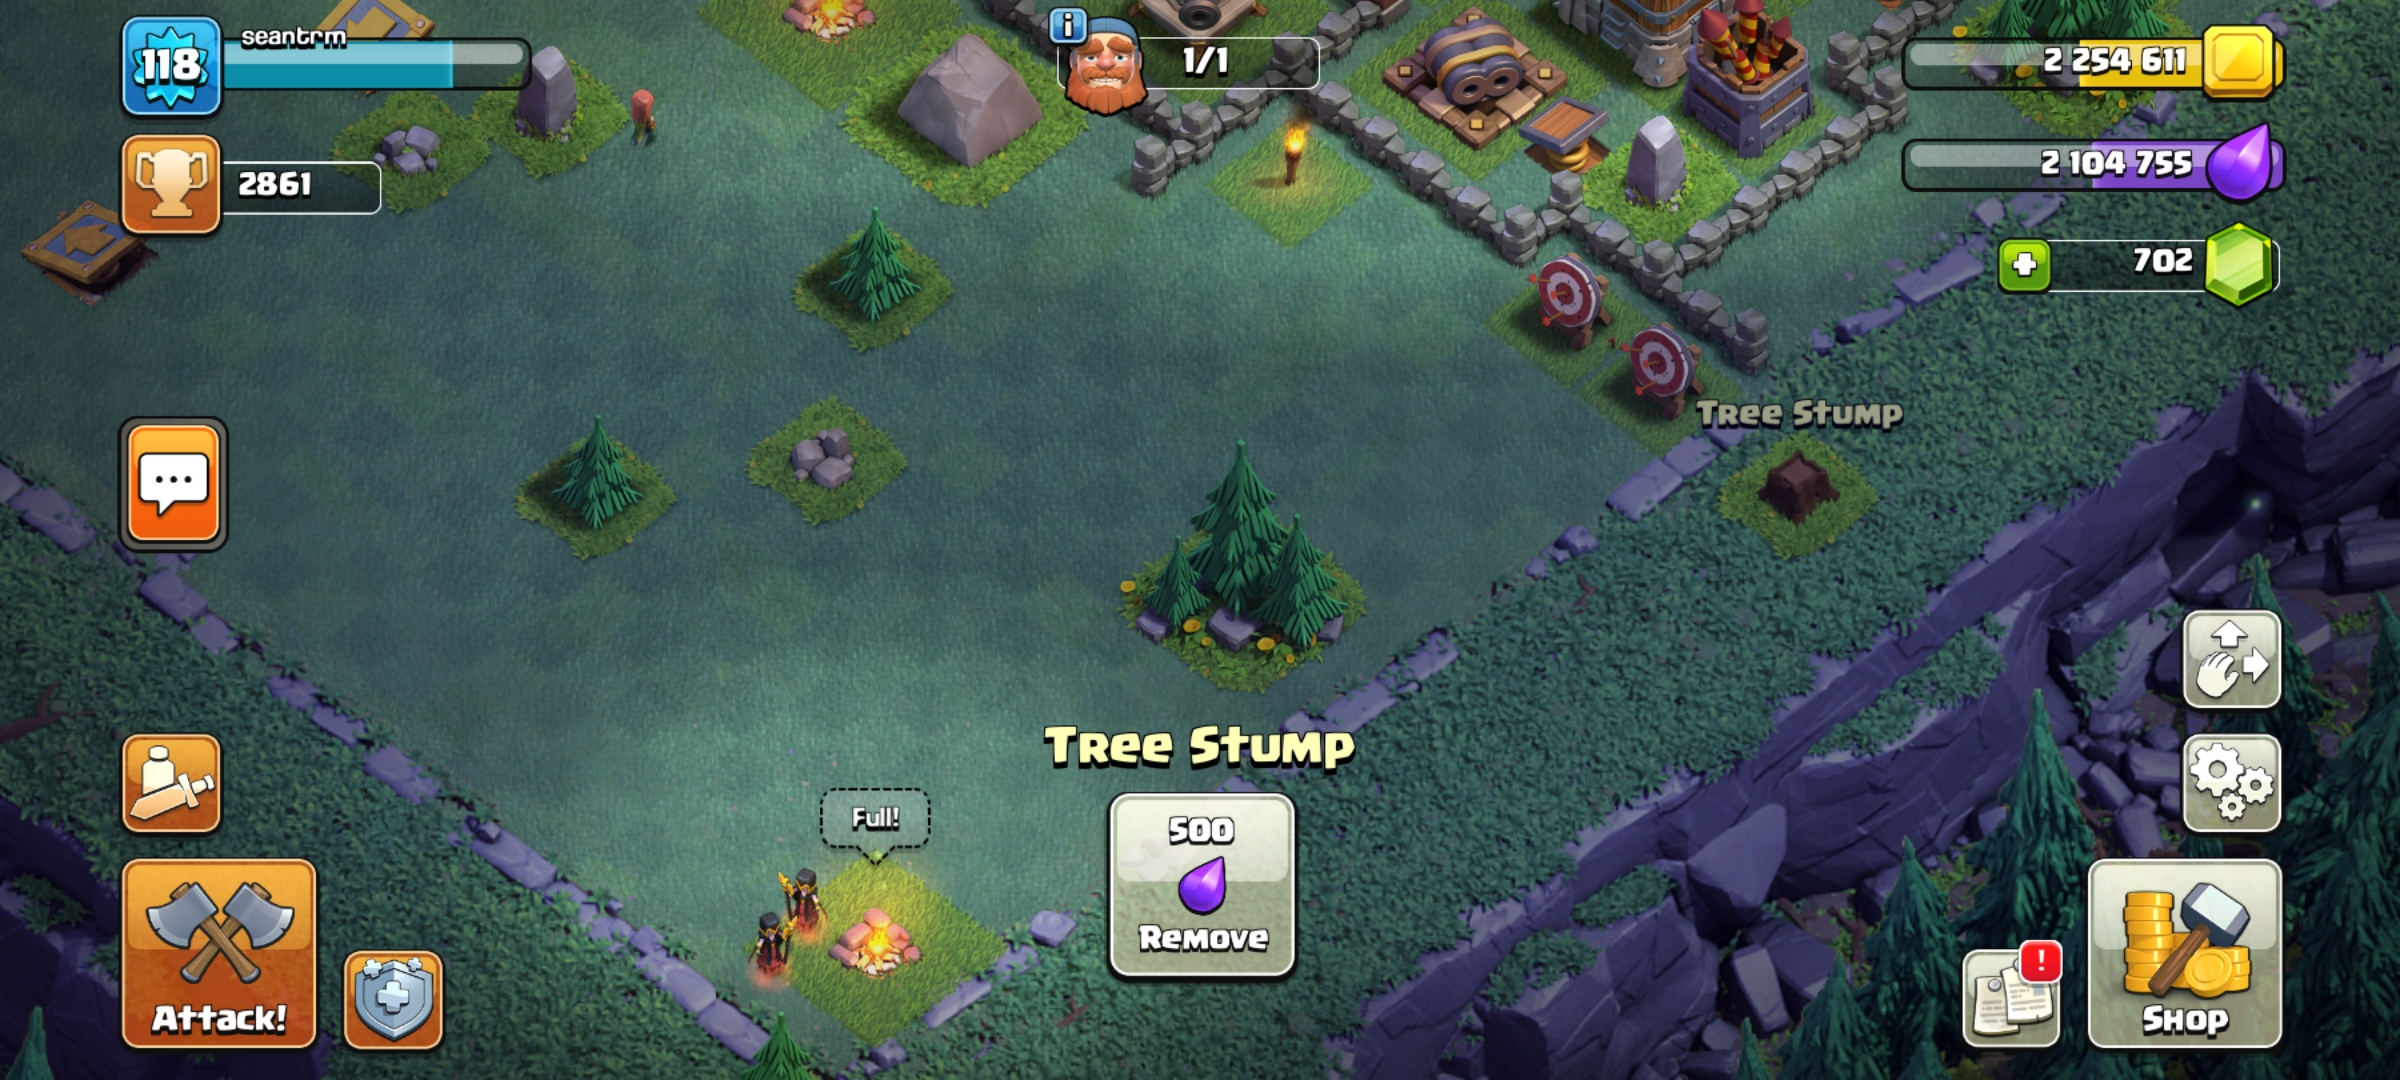 118
seantrm
1/1
2 254 611
2861
2 104 755
702
Tree Stump
Tree Stump
Full!
500
Remove
Attack!
!
Shop